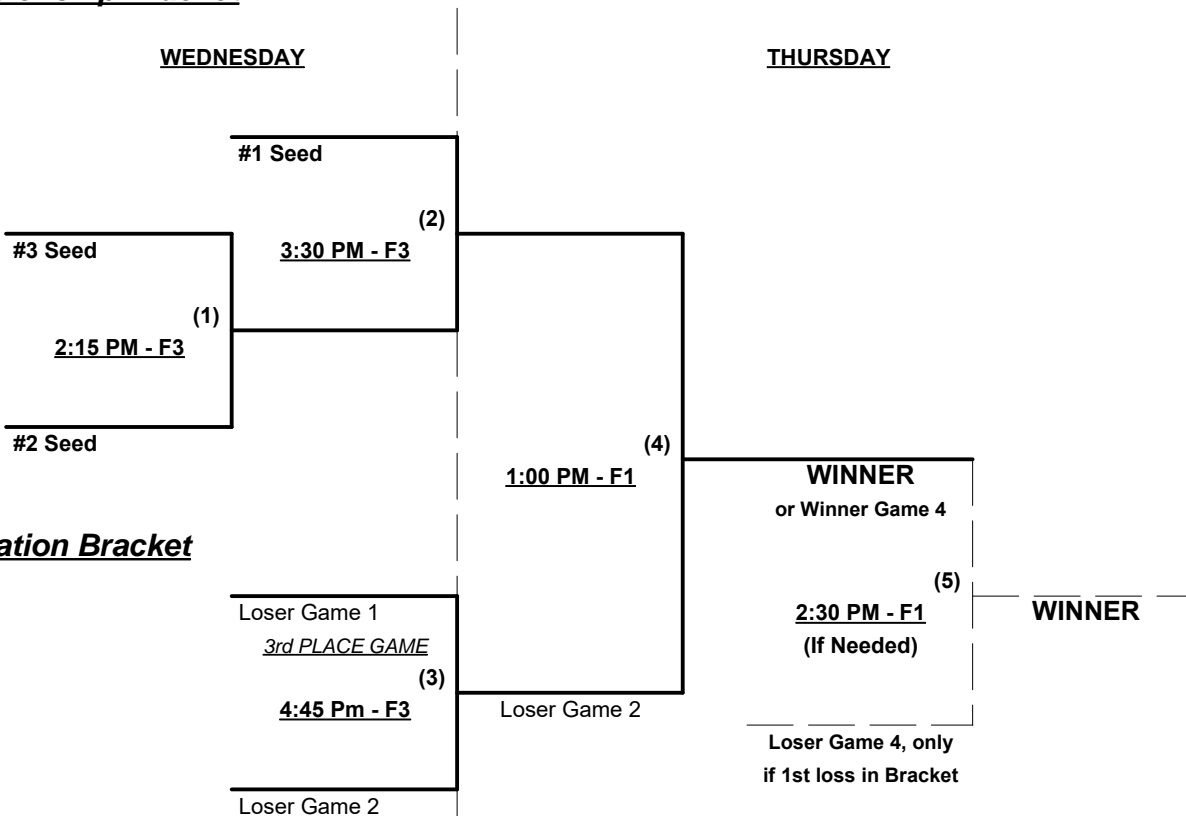 WEDNESDAY
THURSDAY
#1 Seed
(2)
3:30 PM - F3
#3 Seed
(1)
2:15 PM - F3
#2 Seed
(4)
1:00 PM - F1
WINNER
or Winner Game 4
(5)
2:30 PM - F1
(If Needed)
WINNER
Bracket
Loser Game 1
3rd PLACE GAME
(3)
4:45 Pm - F3
Loser Game 2
Loser Game 2
Loser Game 4, only
if 1st loss in Bracket